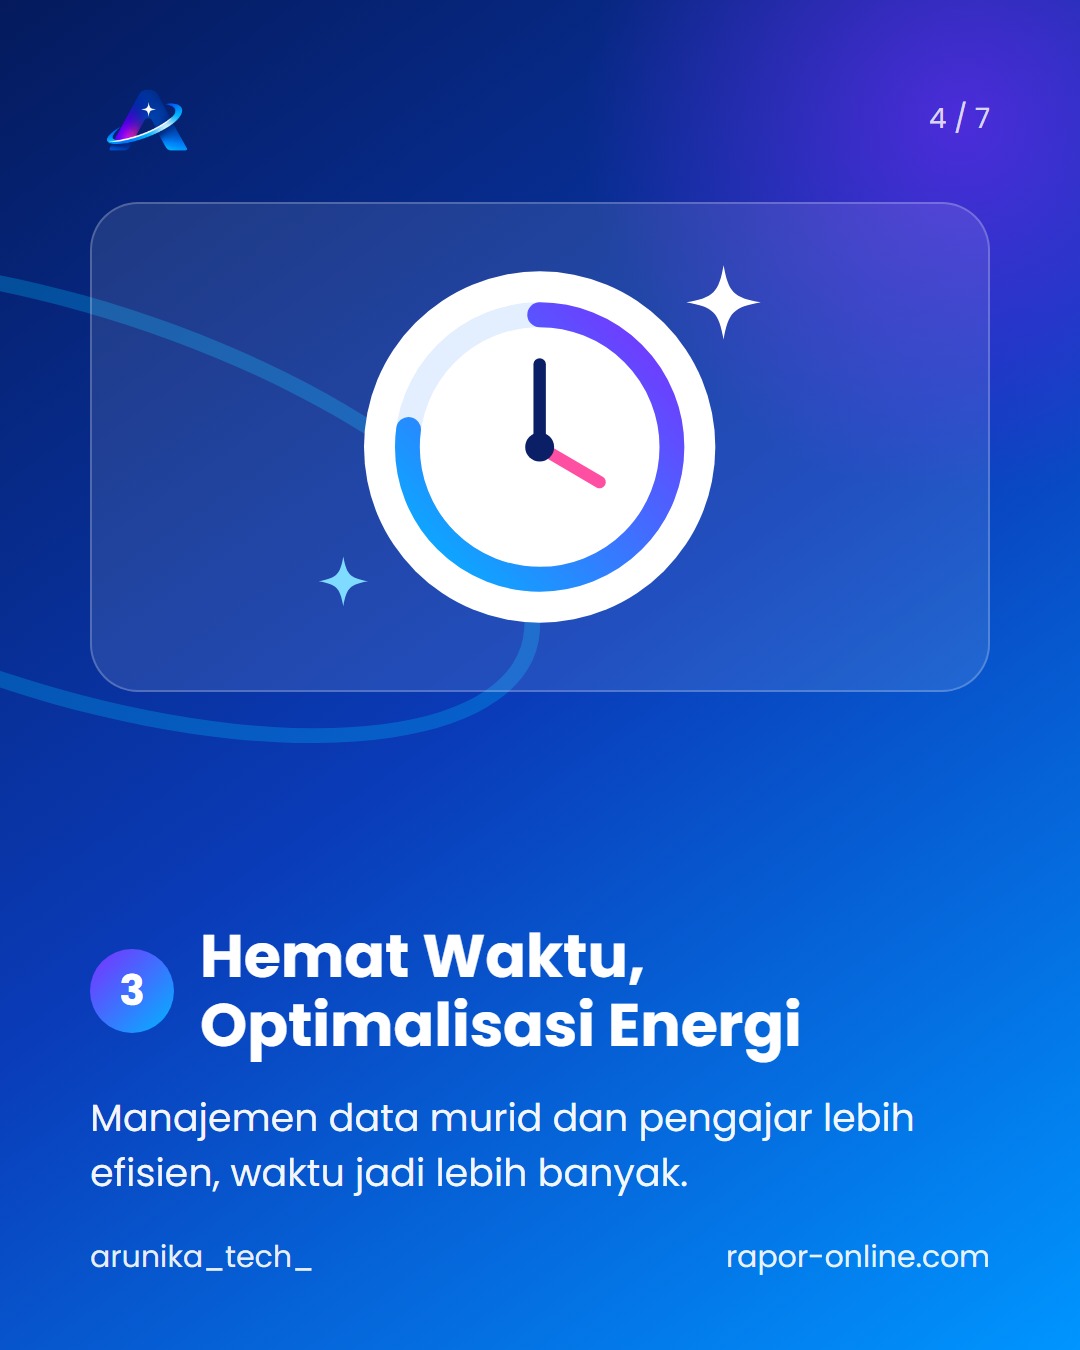 4 / 7
3
Hemat Waktu,
Optimalisasi Energi
Manajemen data murid dan pengajar lebih
efisien, waktu jadi lebih banyak.
arunika_tech_
rapor-online.com